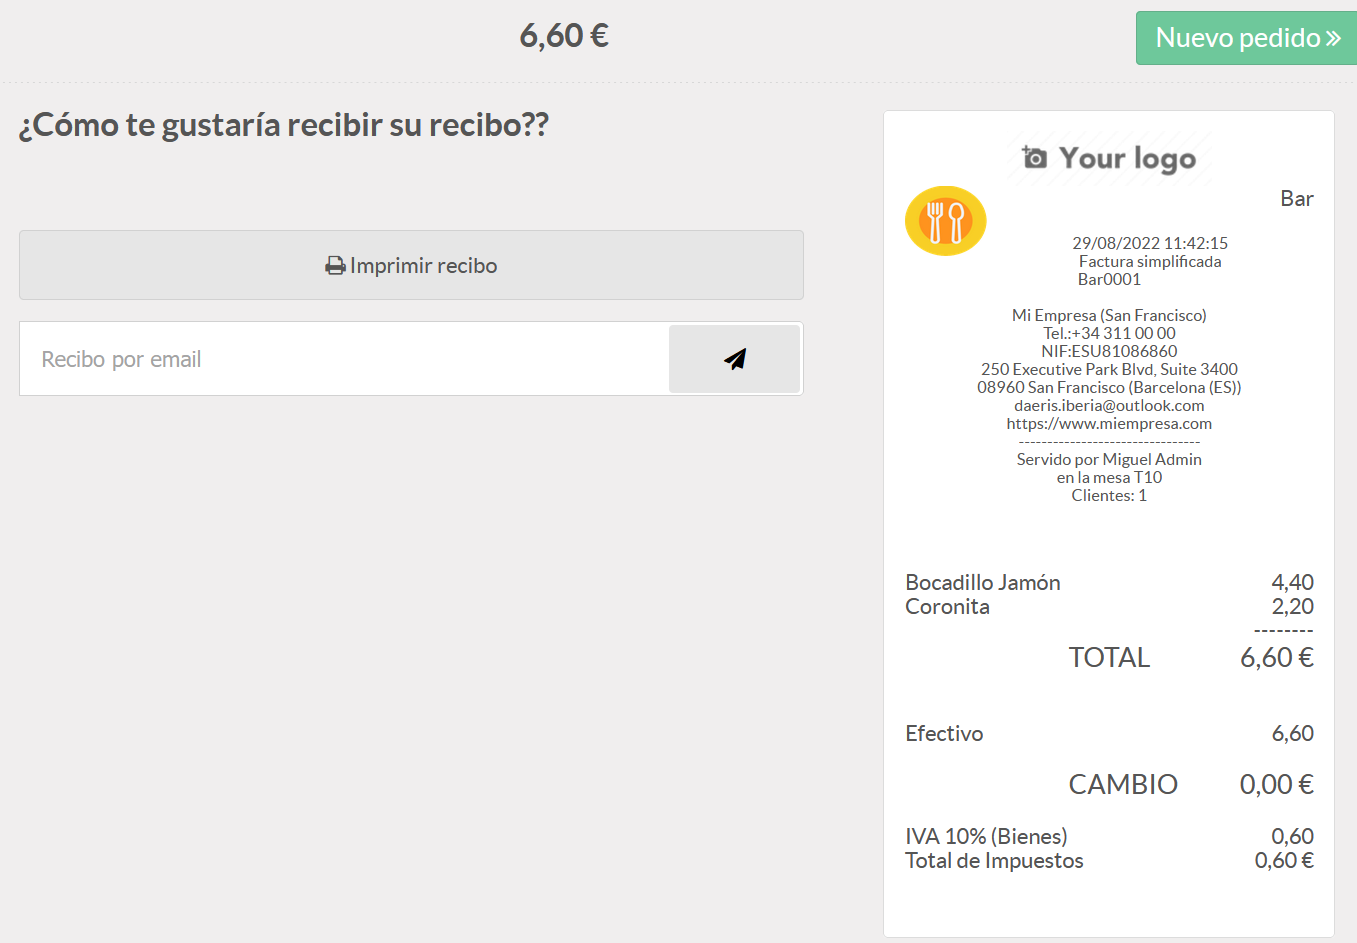 6,60 €
Nuevo pedido »
¿Cómo te gustaría recibir su recibo??
Imprimir recibo
Recibo por email
Your logo
Bar
29/08/2022 11:42:15
Factura simplificada
Bar0001
Mi Empresa (San Francisco)
Tel.:+34 311 00 00
NIF:ESU81086860
250 Executive Park Blvd, Suite 3400
08960 San Francisco (Barcelona (ES))
daeris.iberia@outlook.com
https://www.miempresa.com
--------------------------------
Servido por Miguel Admin
en la mesa T10
Clientes: 1
Bocadillo Jamón 4,40
Coronita 2,20
--------
TOTAL 6,60 €
Efectivo 6,60
CAMBIO 0,00 €
IVA 10% (Bienes) 0,60
Total de Impuestos 0,60 €